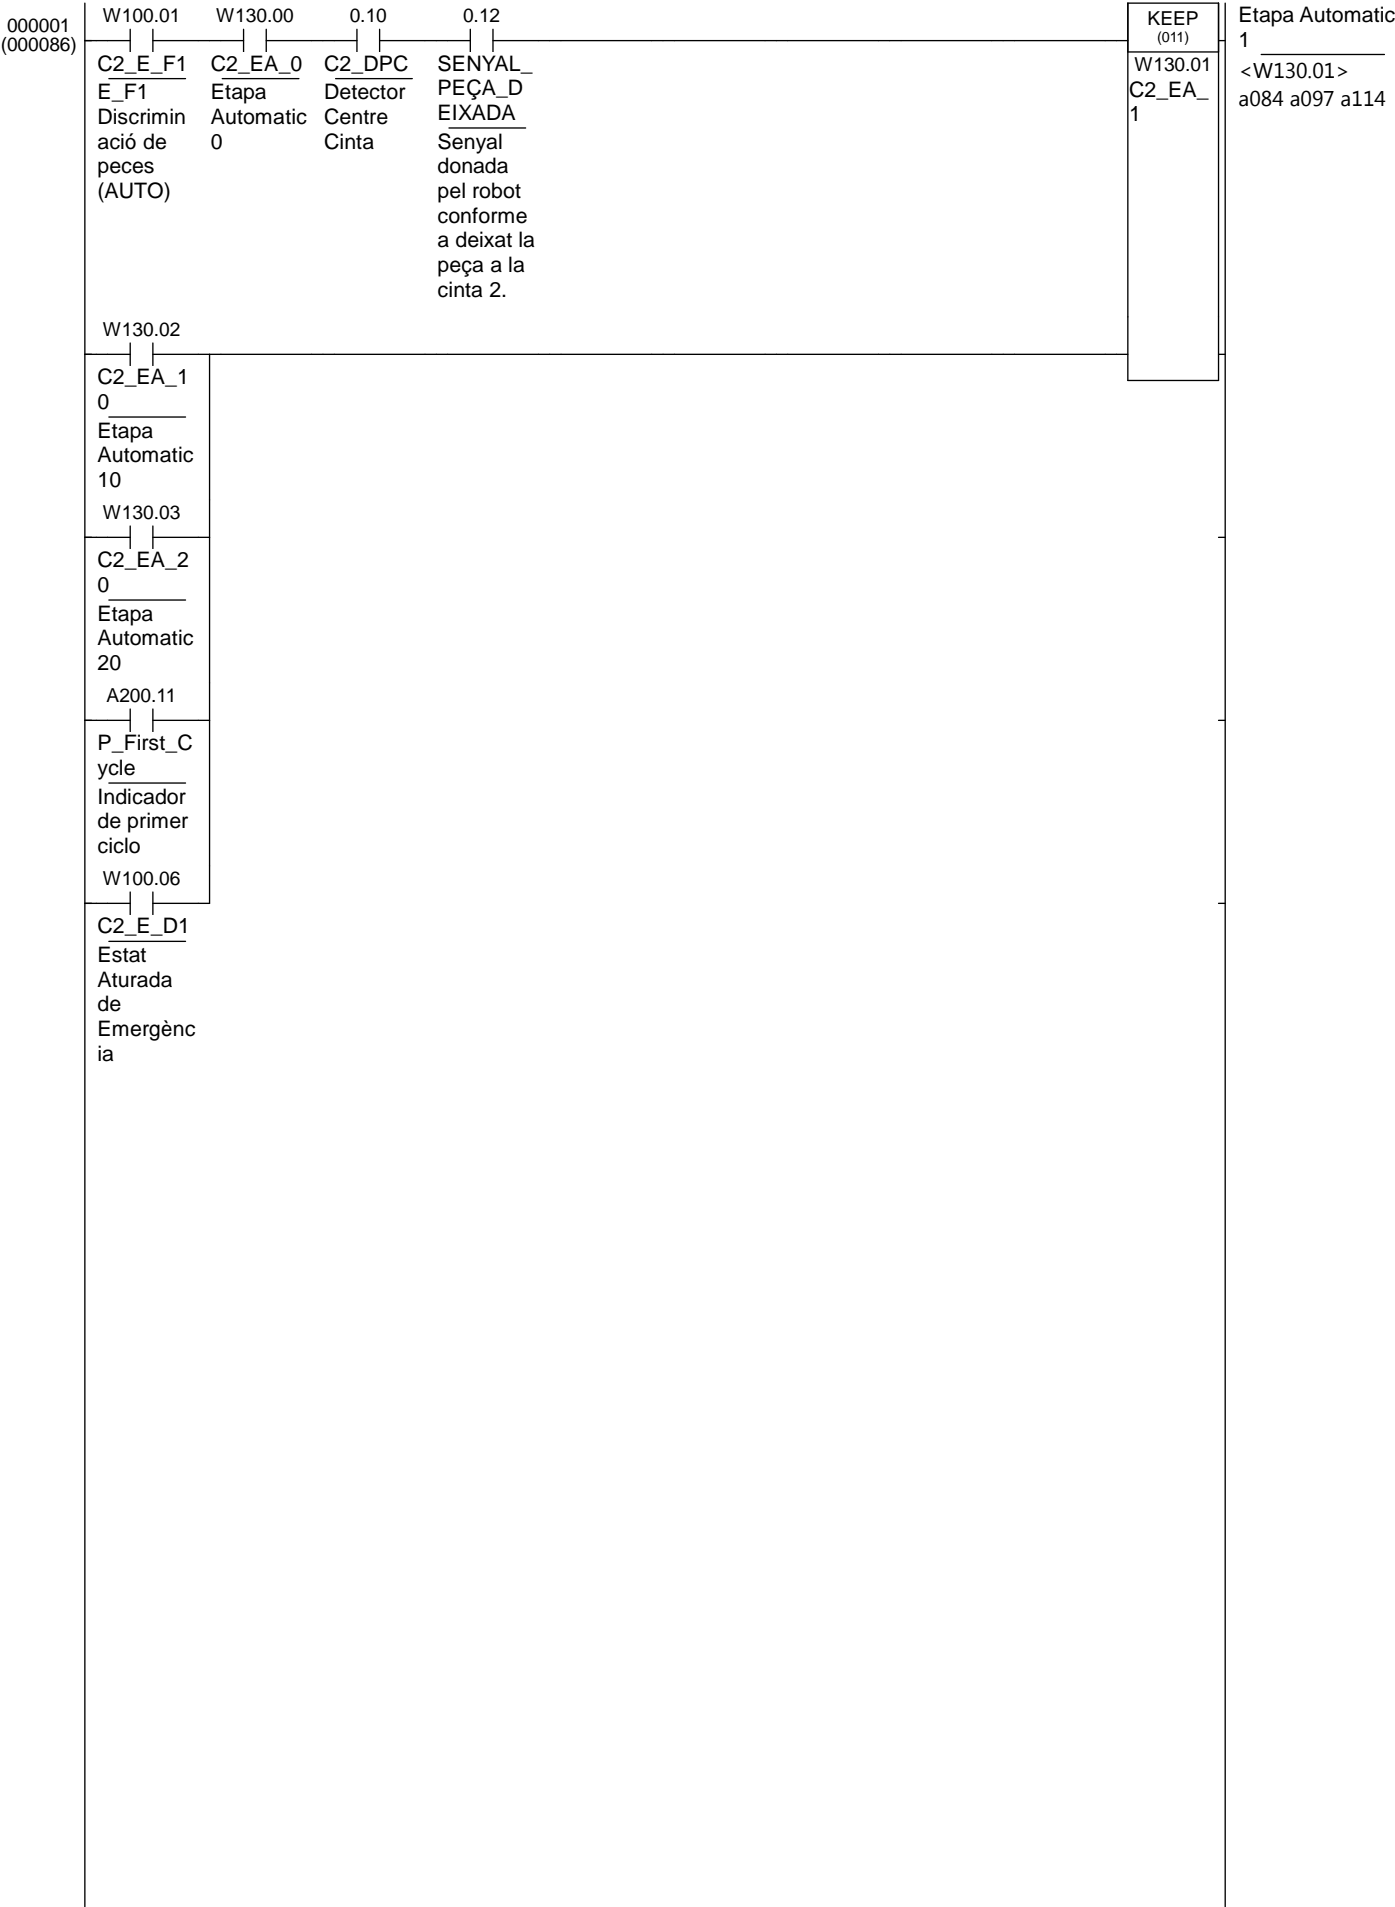 000001
(000086)
W100.01 W130.00 0.10 0.12
C2_E_F1 C2_EA_0 C2_DPC SENYAL_
PEÇA_D
EIXADA
E_F1
Discrimin
ació de
peces
(AUTO)
Etapa
Automatic
0
Detector
Centre
Cinta
Senyal
donada
pel robot
conforme
a deixat la
peça a la
cinta 2.
KEEP
(011)
W130.01
C2_EA_
1
Etapa Automatic
1
<W130.01>
a084 a097 a114
W130.02
C2_EA_1
0
Etapa
Automatic
10
W130.03
C2_EA_2
0
Etapa
Automatic
20
A200.11
P_First_C
ycle
Indicador
de primer
ciclo
W100.06
C2_E_D1
Estat
Aturada
de
Emergènc
ia